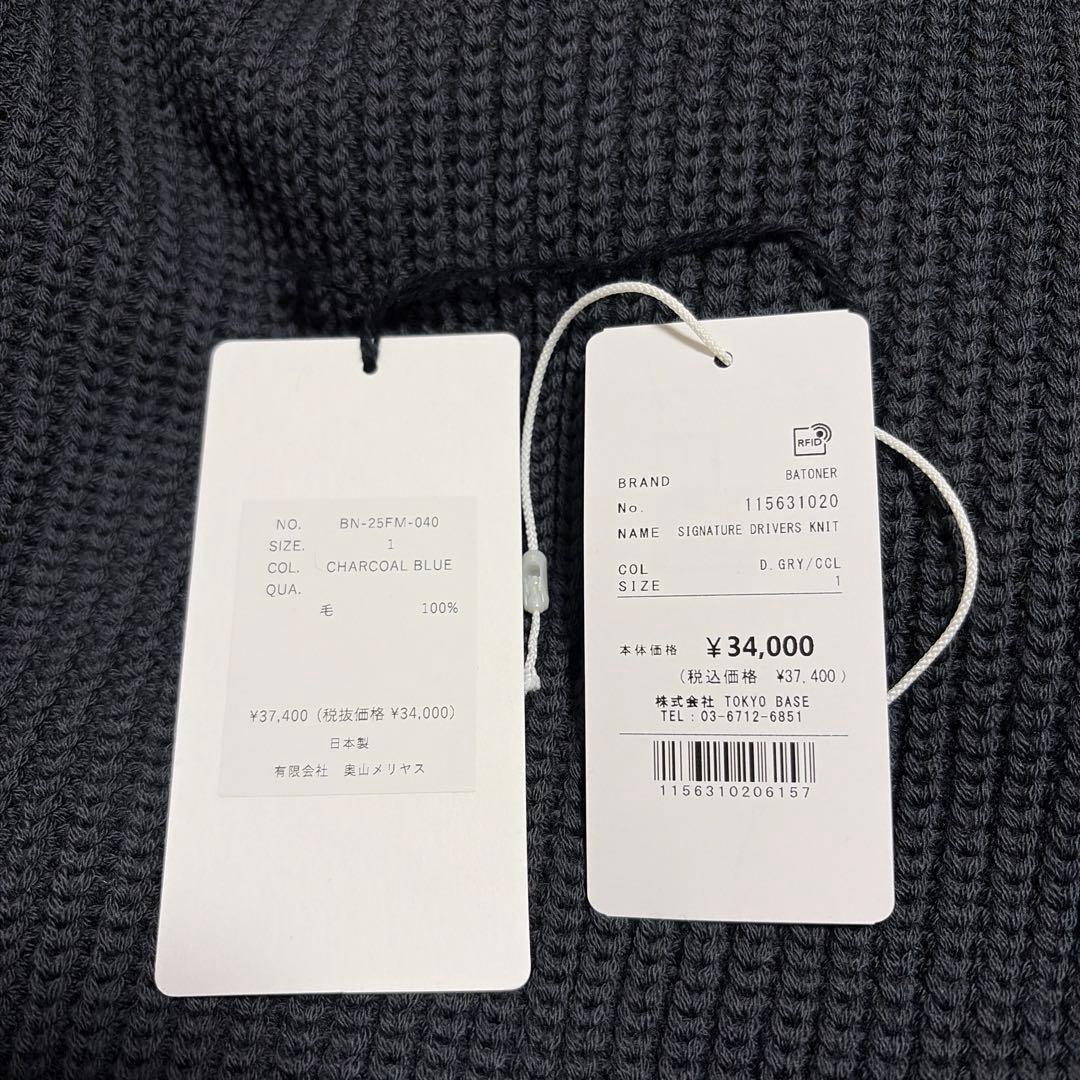 NO. BN-25FM-040
SIZE. 1
COL. CHARCOAL BLUE
QUA.
毛 100%
¥37,400 (税抜価格 ¥34,000)
日本製
有限会社 奥山メリヤス
RFID
BRAND BATONER
No. 115631020
NAME SIGNATURE DRIVERS KNIT
COL D.GRY/CCL
SIZE 1
本体価格 ¥34,000
(税込価格 ¥37,400)
株式会社 TOKYO BASE
TEL:03-6712-6851
1156310206157